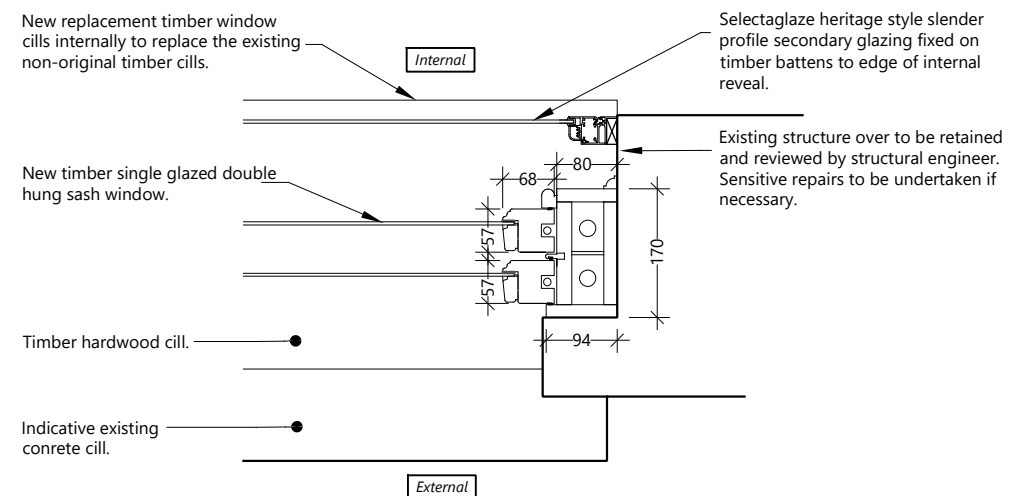 New replacement timber window
cills internally to replace the existing
non-original timber cills.
Internal
Selectaglaze heritage style slender
profile secondary glazing fixed on
timber battens to edge of internal
reveal.
Existing structure over to be retained
and reviewed by structural engineer.
Sensitive repairs to be undertaken if
necessary.
New timber single glazed double
hung sash window.
80
68
57
57
170
94
Timber hardwood cill.
Indicative existing
conrete cill.
External